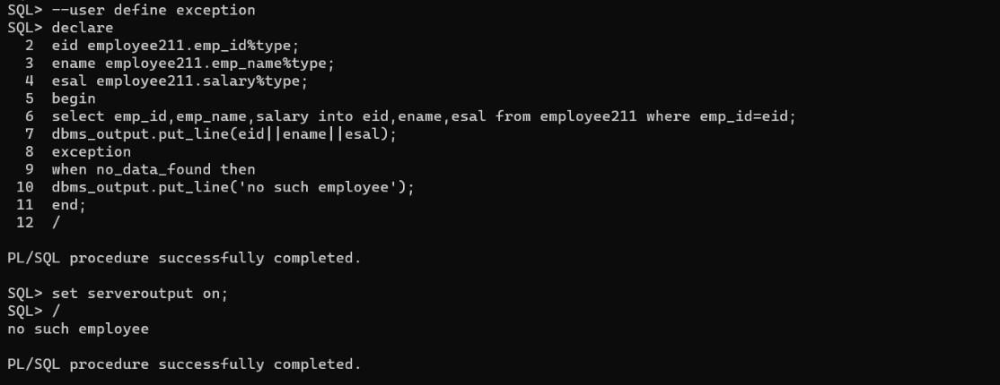 SQL> --user define exception
SQL> declare
  2  eid employee211.emp_id%type;
  3  ename employee211.emp_name%type;
  4  esal employee211.salary%type;
  5  begin
  6  select emp_id,emp_name,salary into eid,ename,esal from employee211 where emp_id=eid;
  7  dbms_output.put_line(eid||ename||esal);
  8  exception
  9  when no_data_found then
 10  dbms_output.put_line('no such employee');
 11  end;
 12  /
PL/SQL procedure successfully completed.
SQL> set serveroutput on;
SQL> /
no such employee
PL/SQL procedure successfully completed.